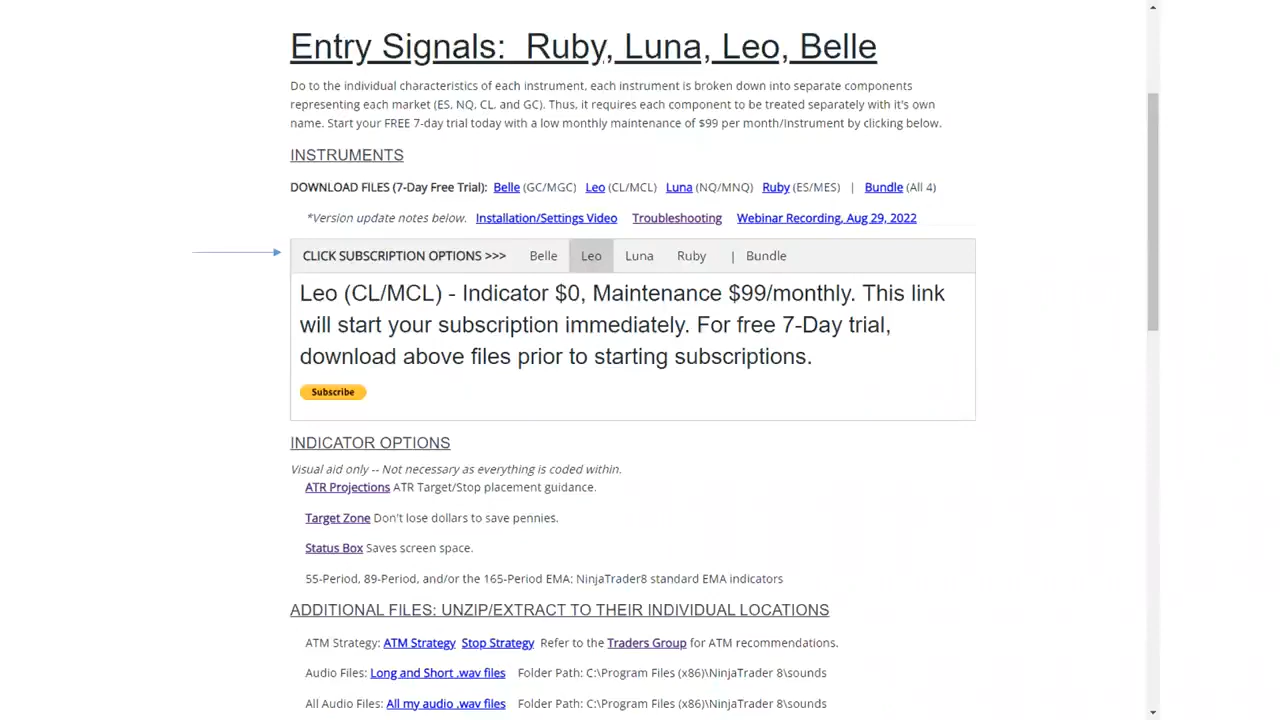 Entry Signals:  Ruby, Luna, Leo, Belle
Do to the individual characteristics of each instrument, each instrument is broken down into separate components
representing each market (ES, NQ, CL, and GC). Thus, it requires each component to be treated separately with it's own
name. Start your FREE 7-day trial today with a low monthly maintenance of $99 per month/Instrument by clicking below.
INSTRUMENTS
DOWNLOAD FILES (7-Day Free Trial): Belle (GC/MGC) Leo (CL/MCL) Luna (NQ/MNQ) Ruby (ES/MES) | Bundle (All 4)
*Version update notes below. Installation/Settings Video Troubleshooting Webinar Recording, Aug 29, 2022
CLICK SUBSCRIPTION OPTIONS >>> Belle Leo Luna Ruby | Bundle
Leo (CL/MCL) - Indicator $0, Maintenance $99/monthly. This link
will start your subscription immediately. For free 7-Day trial,
download above files prior to starting subscriptions.
Subscribe
INDICATOR OPTIONS
Visual aid only -- Not necessary as everything is coded within.
ATR Projections ATR Target/Stop placement guidance.
Target Zone Don't lose dollars to save pennies.
Status Box Saves screen space.
55-Period, 89-Period, and/or the 165-Period EMA: NinjaTrader8 standard EMA indicators
ADDITIONAL FILES: UNZIP/EXTRACT TO THEIR INDIVIDUAL LOCATIONS
ATM Strategy: ATM Strategy Stop Strategy Refer to the Traders Group for ATM recommendations.
Audio Files: Long and Short .wav files Folder Path: C:\Program Files (x86)\NinjaTrader 8\sounds
All Audio Files: All my audio .wav files Folder Path: C:\Program Files (x86)\NinjaTrader 8\sounds